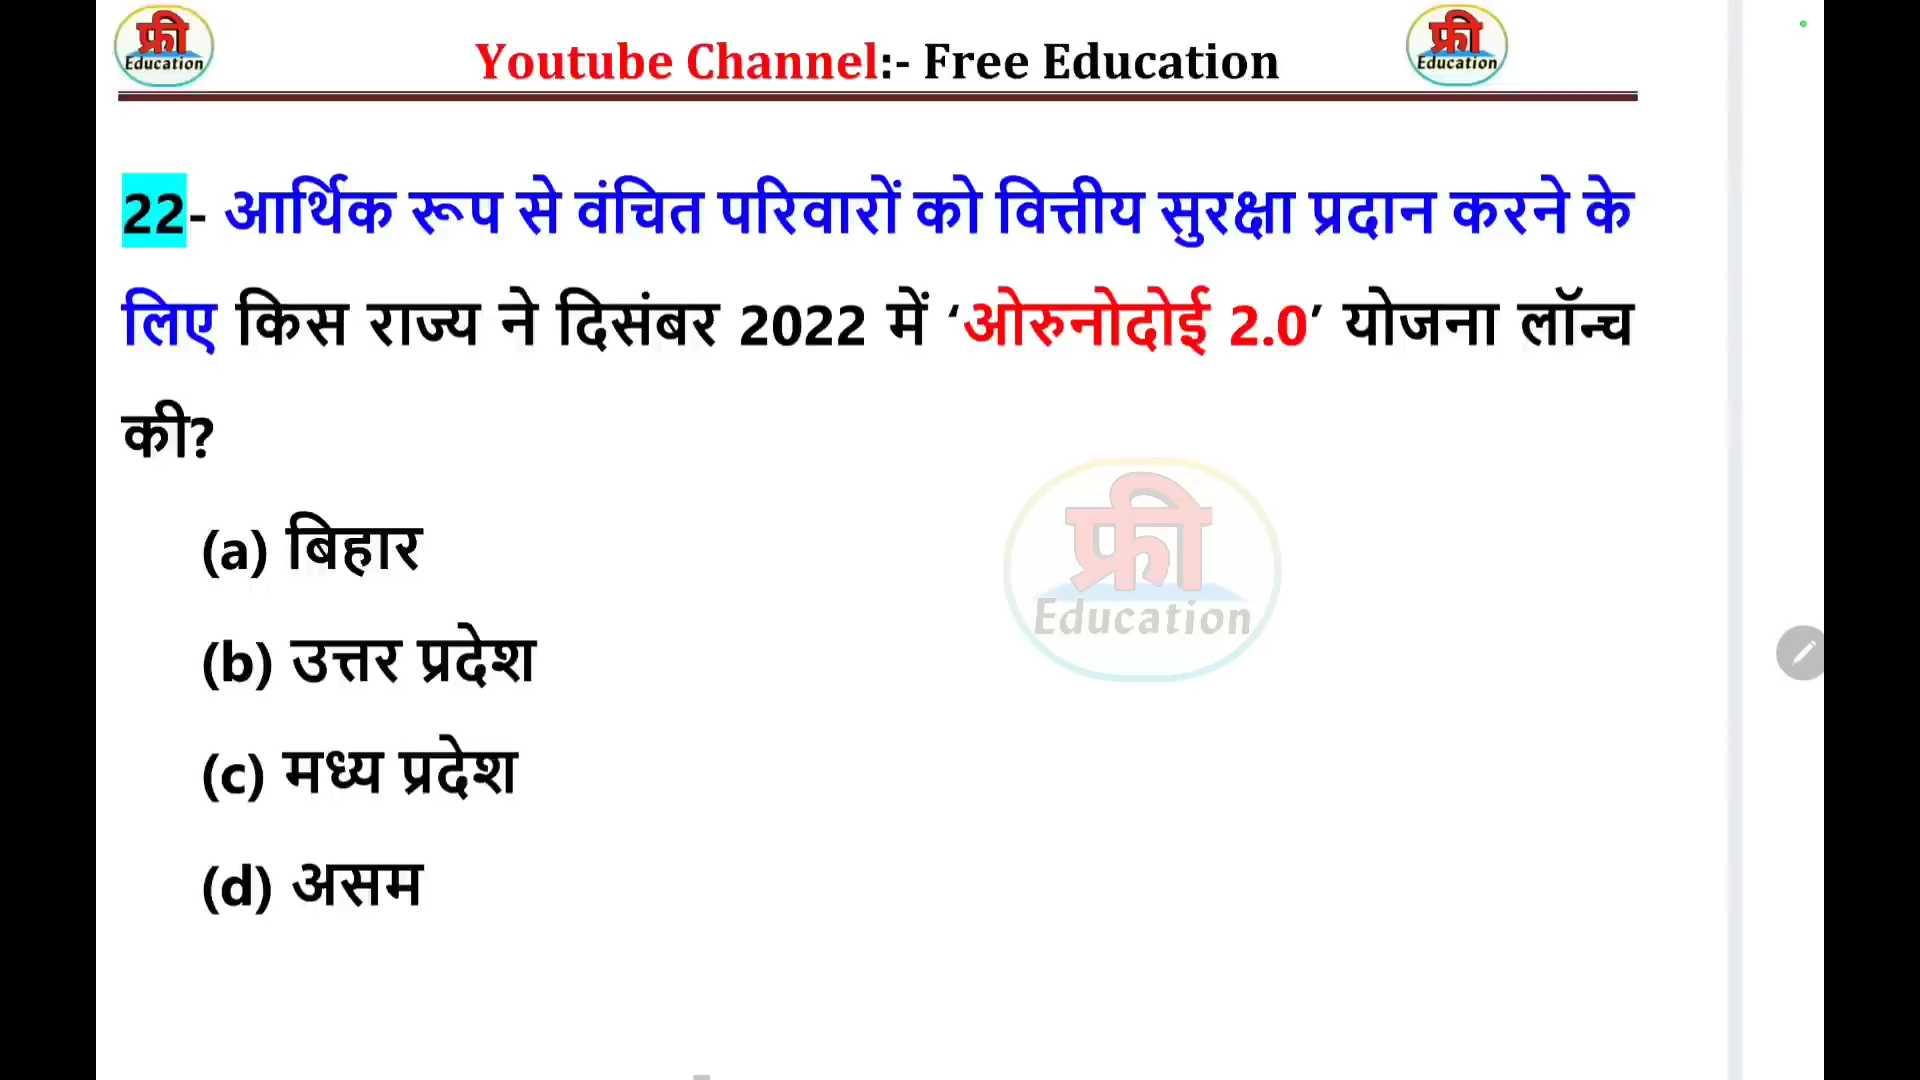 फ्री
Education
Youtube Channel:- Free Education
फ्री
Education
22- आर्थिक रूप से वंचित परिवारों को वित्तीय सुरक्षा प्रदान करने के
लिए किस राज्य ने दिसंबर 2022 में ‘ओरुनोदोई 2.0’ योजना लॉन्च
की?
फ्री
Education
(a) बिहार
(b) उत्तर प्रदेश
(c) मध्य प्रदेश
(d) असम